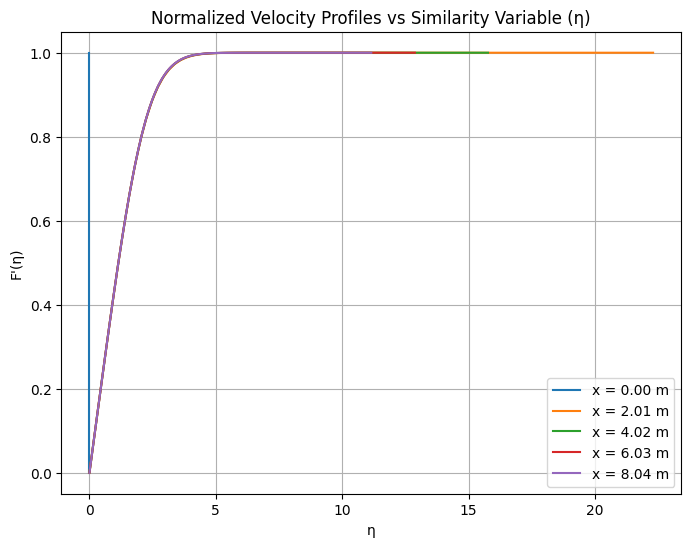 Normalized Velocity Profiles vs Similarity Variable (η)
1.0
0.8
0.6
0.4
0.2
0.0
F'(η)
x = 0.00 m
x = 2.01 m
x = 4.02 m
x = 6.03 m
x = 8.04 m
0 5 10 15 20
η